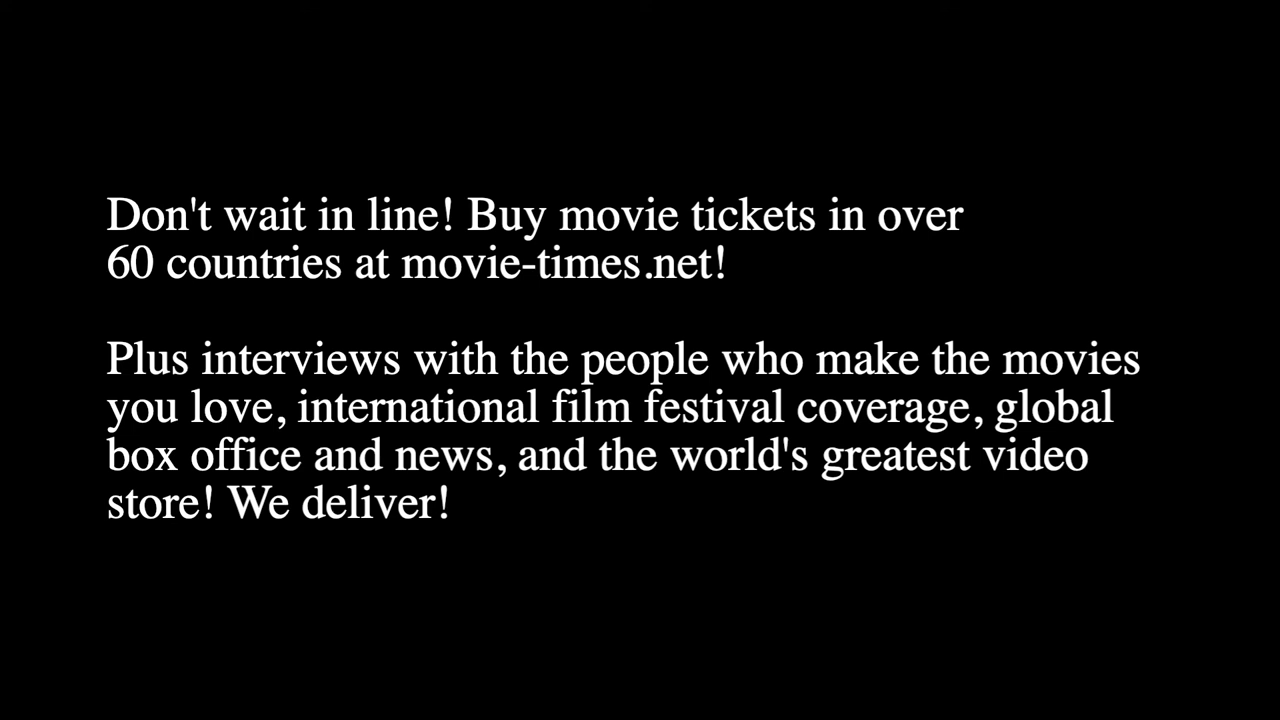 Don't wait in line! Buy movie tickets in over
60 countries at movie-times.net!
Plus interviews with the people who make the movies
you love, international film festival coverage, global
box office and news, and the world's greatest video
store! We deliver!